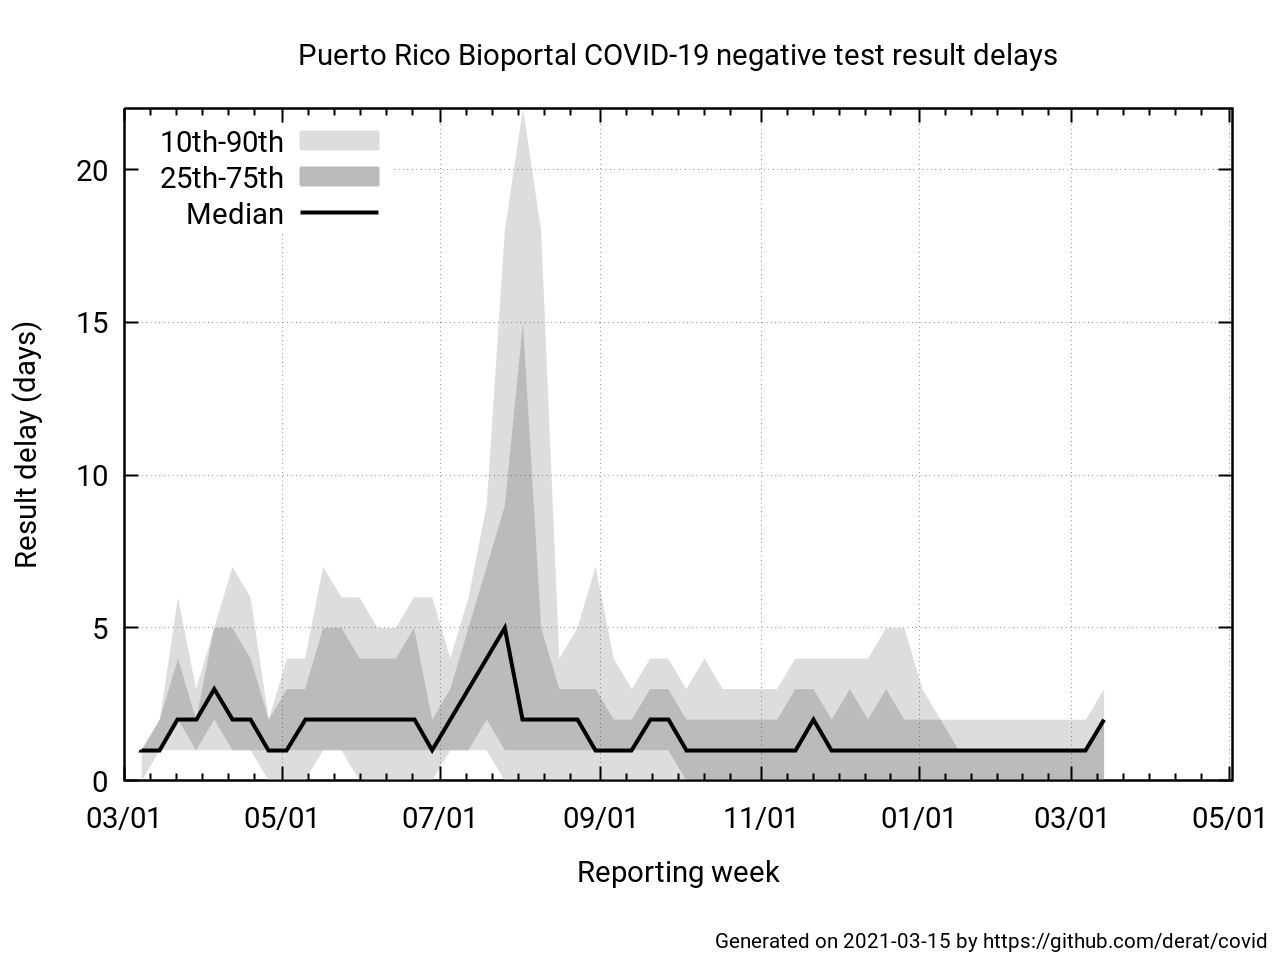 Puerto Rico Bioportal COVID-19 negative test result delays
10th-90th
25th-75th
Median
20
15
10
5
0
Result delay (days)
03/01 05/01 07/01 09/01 11/01 01/01 03/01 05/01
Reporting week
Generated on 2021-03-15 by https://github.com/derat/covid